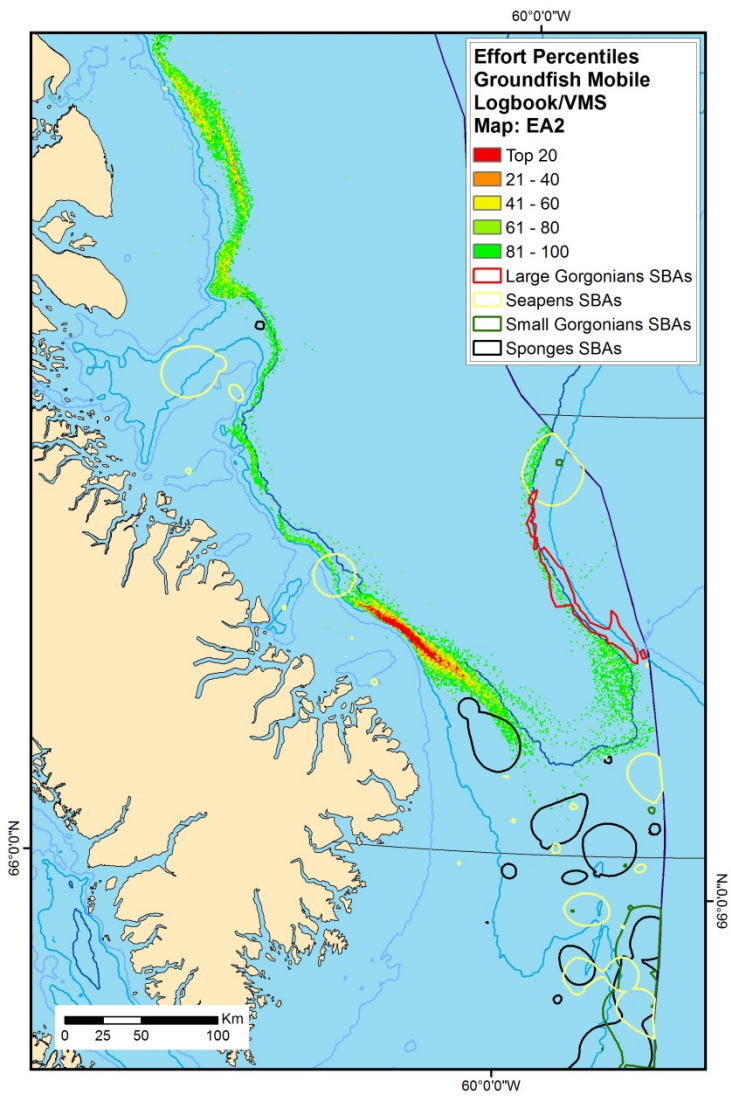 60°0'0"W
Effort Percentiles
Groundfish Mobile
Logbook/VMS
Map: EA2
Top 20
21 - 40
41 - 60
61 - 80
81 - 100
Large Gorgonians SBAs
Seapens SBAs
Small Gorgonians SBAs
Sponges SBAs
66°0'0"N
66°0'0"N
Km
0 25 50 100
60°0'0"W